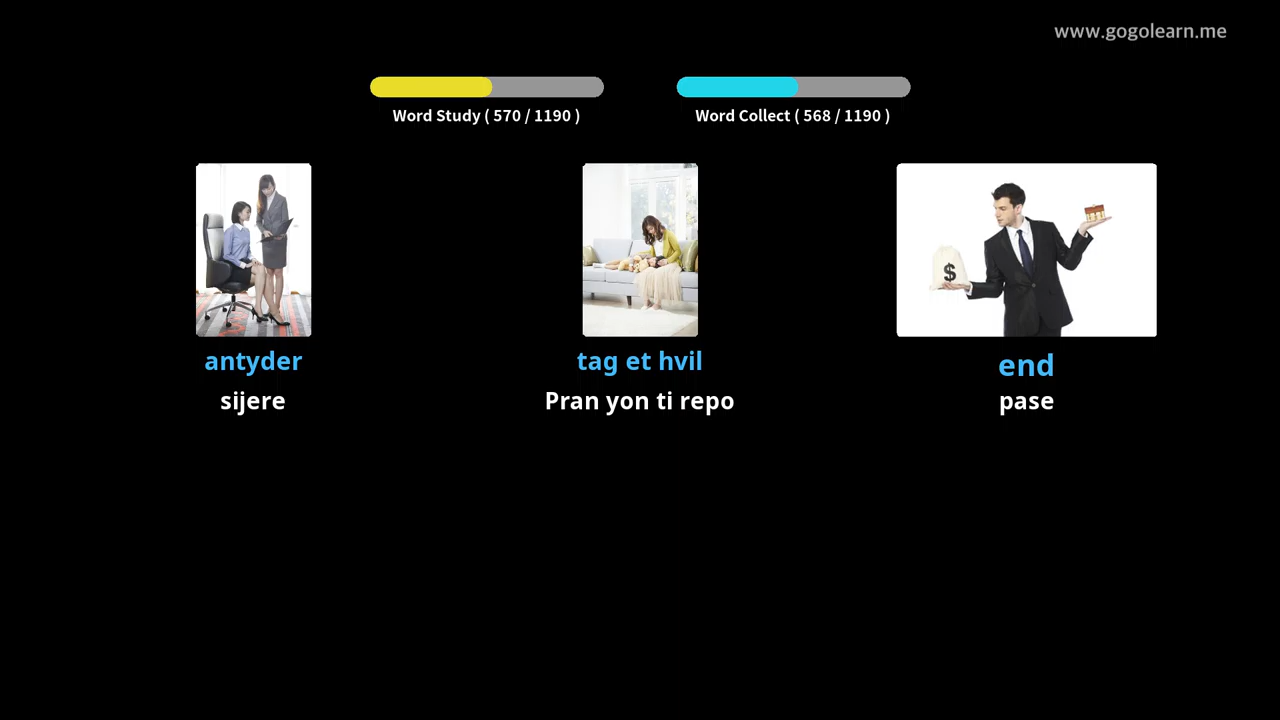 www.gogolearn.me
Word Study ( 570 / 1190 )
Word Collect ( 568 / 1190 )
antyder
tag et hvil
end
sijere
Pran yon ti repo
pase
$